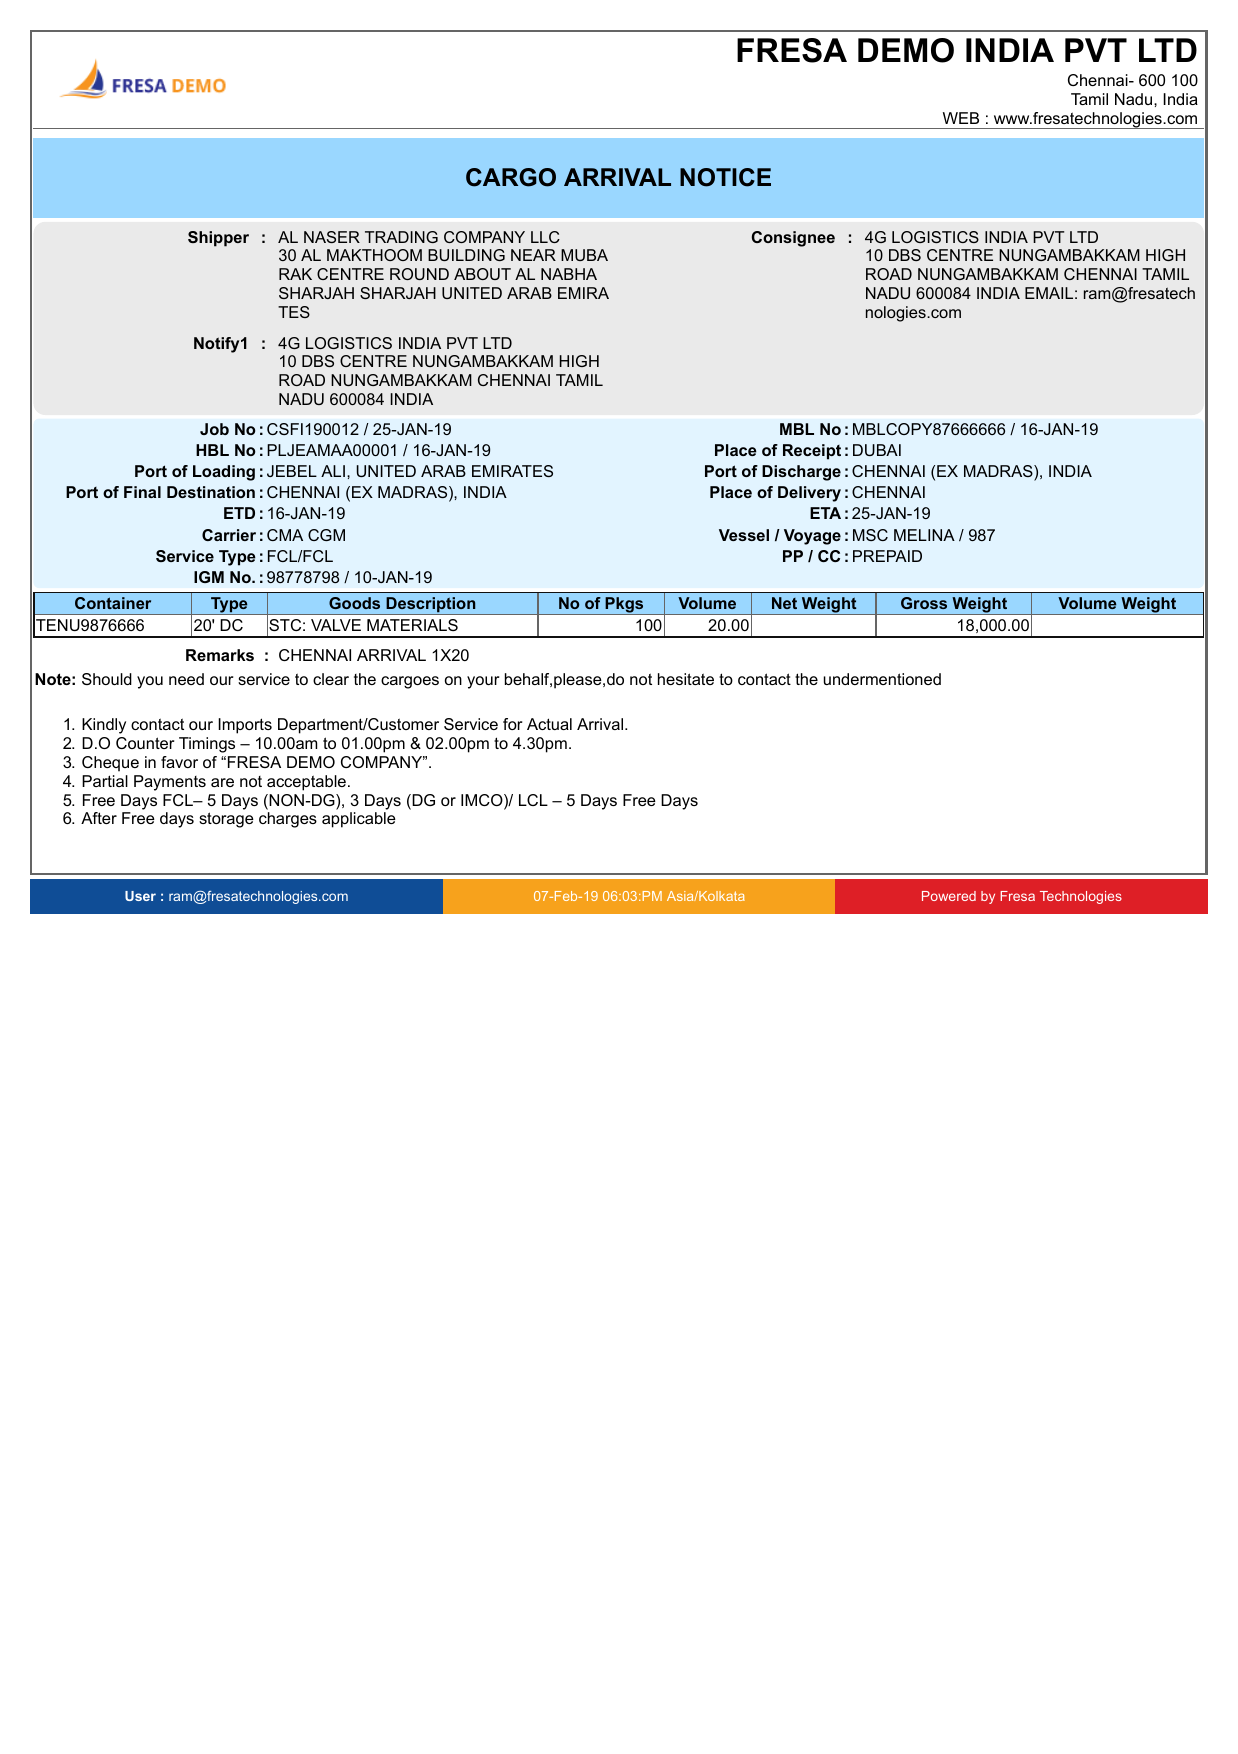 FRESA DEMO
FRESA DEMO INDIA PVT LTD
Chennai- 600 100
Tamil Nadu, India
WEB : www.fresatechnologies.com
CARGO ARRIVAL NOTICE
Shipper : AL NASER TRADING COMPANY LLC
30 AL MAKTHOOM BUILDING NEAR MUBA
RAK CENTRE ROUND ABOUT AL NABHA
SHARJAH SHARJAH UNITED ARAB EMIRA
TES
Consignee : 4G LOGISTICS INDIA PVT LTD
10 DBS CENTRE NUNGAMBAKKAM HIGH
ROAD NUNGAMBAKKAM CHENNAI TAMIL
NADU 600084 INDIA EMAIL: ram@fresatech
nologies.com
Notify1 : 4G LOGISTICS INDIA PVT LTD
10 DBS CENTRE NUNGAMBAKKAM HIGH
ROAD NUNGAMBAKKAM CHENNAI TAMIL
NADU 600084 INDIA
Job No : CSFI190012 / 25-JAN-19 MBL No : MBLCOPY87666666 / 16-JAN-19
HBL No : PLJEAMAA00001 / 16-JAN-19 Place of Receipt : DUBAI
Port of Loading : JEBEL ALI, UNITED ARAB EMIRATES Port of Discharge : CHENNAI (EX MADRAS), INDIA
Port of Final Destination : CHENNAI (EX MADRAS), INDIA Place of Delivery : CHENNAI
ETD : 16-JAN-19 ETA : 25-JAN-19
Carrier : CMA CGM Vessel / Voyage : MSC MELINA / 987
Service Type : FCL/FCL PP / CC : PREPAID
IGM No. : 98778798 / 10-JAN-19
Container Type Goods Description No of Pkgs Volume Net Weight Gross Weight Volume Weight
TENU9876666 20' DC STC: VALVE MATERIALS 100 20.00 18,000.00
Remarks : CHENNAI ARRIVAL 1X20
Note: Should you need our service to clear the cargoes on your behalf,please,do not hesitate to contact the undermentioned
1. Kindly contact our Imports Department/Customer Service for Actual Arrival.
2. D.O Counter Timings – 10.00am to 01.00pm & 02.00pm to 4.30pm.
3. Cheque in favor of “FRESA DEMO COMPANY”.
4. Partial Payments are not acceptable.
5. Free Days FCL– 5 Days (NON-DG), 3 Days (DG or IMCO)/ LCL – 5 Days Free Days
6. After Free days storage charges applicable
User : ram@fresatechnologies.com 07-Feb-19 06:03:PM Asia/Kolkata Powered by Fresa Technologies